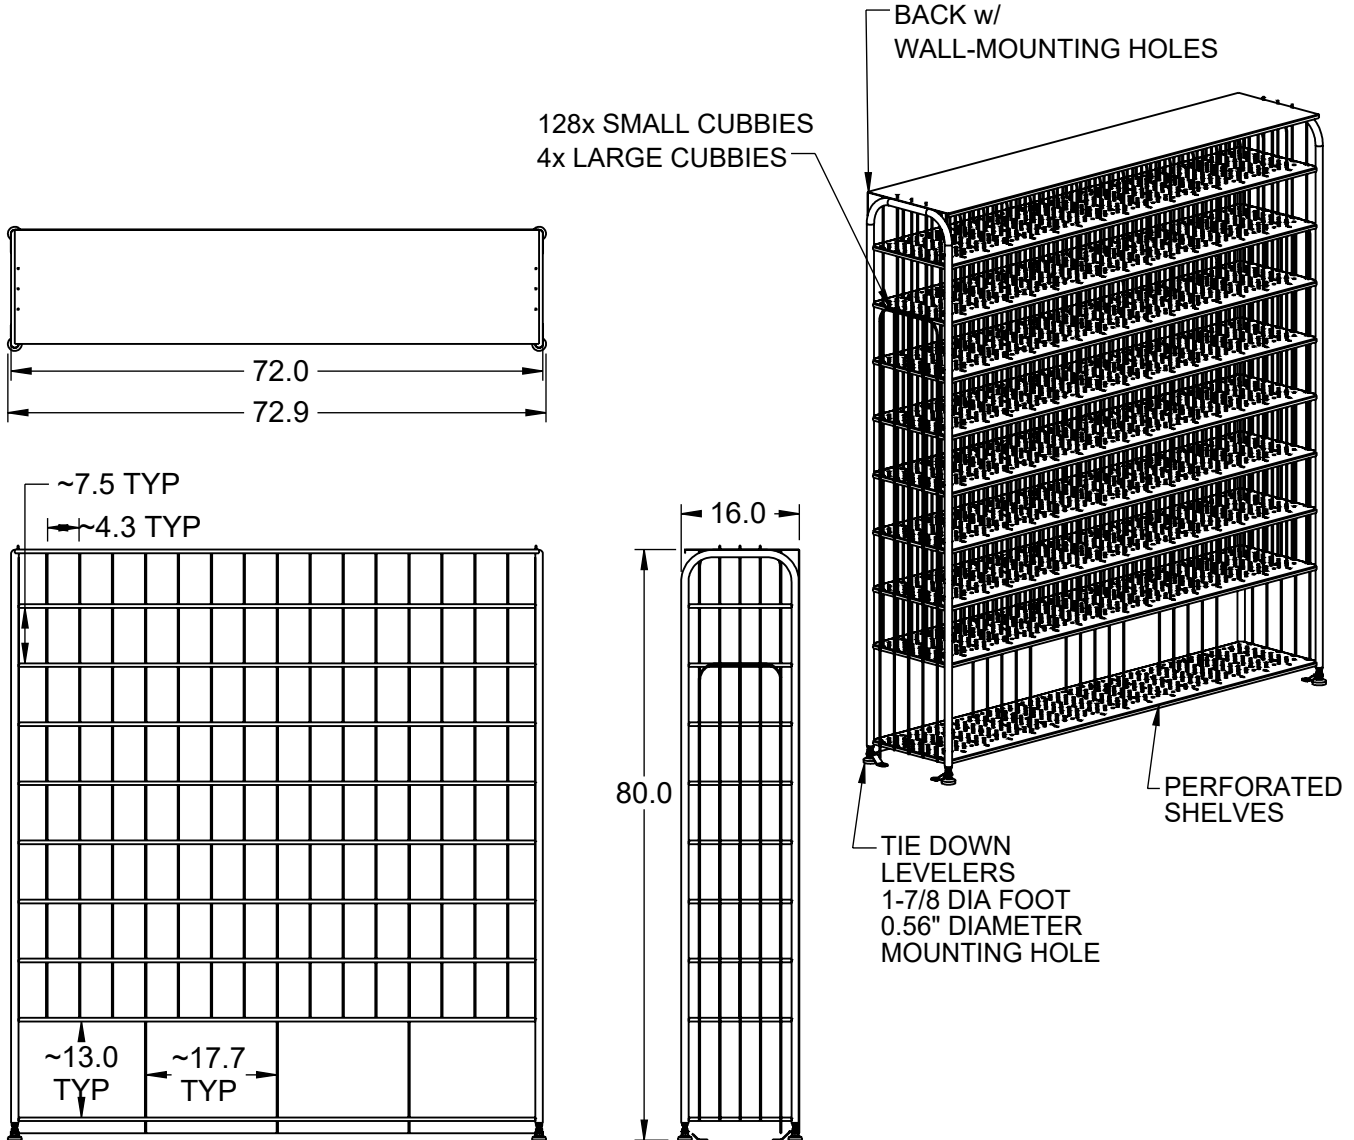 BACK w/
WALL-MOUNTING HOLES
128x SMALL CUBBIES
4x LARGE CUBBIES
72.0
72.9
~7.5 TYP
~4.3 TYP
16.0
80.0
PERFORATED
SHELVES
TIE DOWN
LEVELERS
1-7/8 DIA FOOT
0.56" DIAMETER
MOUNTING HOLE
~13.0
TYP
~17.7
TYP